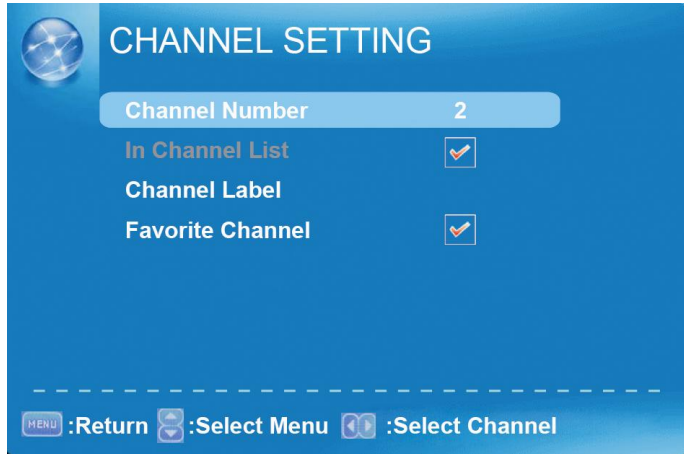 CHANNEL SETTING
Channel Number 2
In Channel List
Channel Label
Favorite Channel
MENU :Return :Select Menu :Select Channel